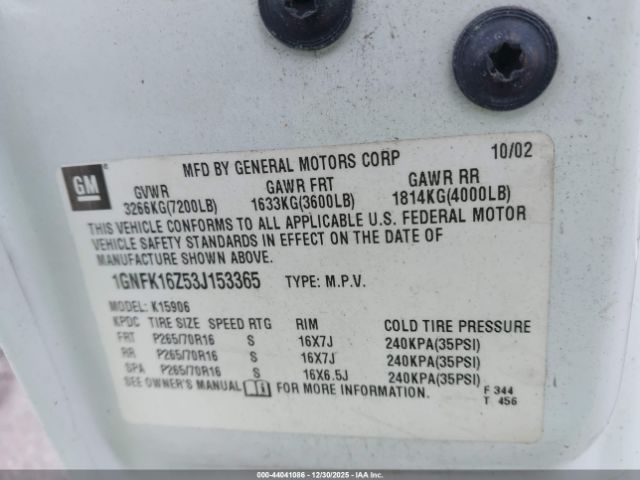 GM
MFD BY GENERAL MOTORS CORP 10/02
GVWR GAWR FRT GAWR RR
3266KG(7200LB) 1633KG(3600LB) 1814KG(4000LB)
THIS VEHICLE CONFORMS TO ALL APPLICABLE U.S. FEDERAL MOTOR
VEHICLE SAFETY STANDARDS IN EFFECT ON THE DATE OF
MANUFACTURE SHOWN ABOVE.
1GNFK16Z53J153365 TYPE: M.P.V.
MODEL: K15906
KPDC TIRE SIZE SPEED RTG RIM COLD TIRE PRESSURE
FRT P265/70R16 S 16X7J 240KPA(35PSI)
RR P265/70R16 S 16X7J 240KPA(35PSI)
SPA P265/70R16 S 16X6.5J 240KPA(35PSI)
SEE OWNER'S MANUAL FOR MORE INFORMATION. F 344
T 456
000-44041086 - 12/30/2025 - IAA Inc.